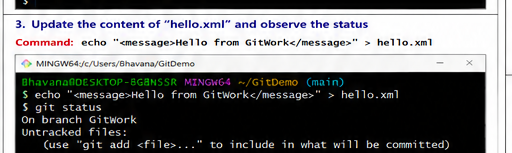 $
3. Update the content of “hello.xml” and observe the status
Command: echo "<message>Hello from GitWork</message>" > hello.xml
MINGW64:/c/Users/Bhavana/GitDemo
Bhavana@DESKTOP-8G8NSSR MINGW64 ~/GitDemo (main)
$ echo "<message>Hello from GitWork</message>" > hello.xml
$ git status
On branch GitWork
Untracked files:
(use "git add <file>..." to include in what will be committed)